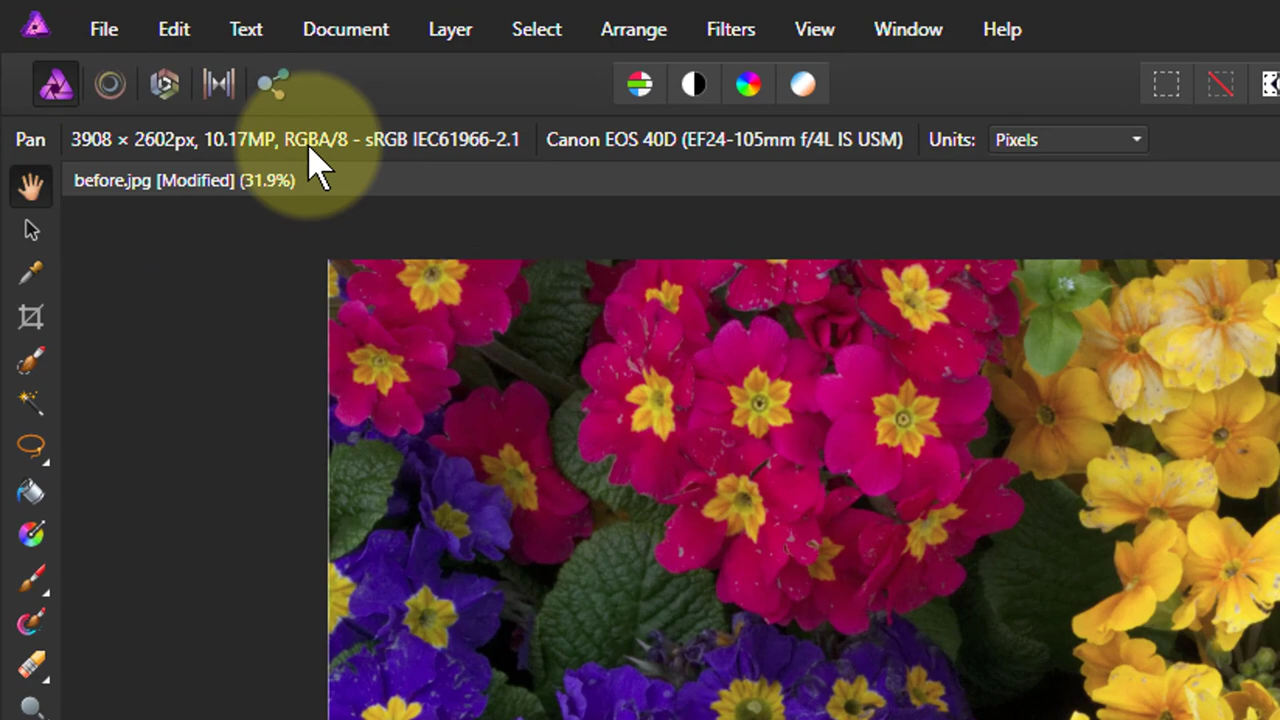 File Edit Text Document Layer Select Arrange Filters View Window Help
Pan 3908 × 2602px, 10.17MP, RGBA/8 - sRGB IEC61966-2.1 Canon EOS 40D (EF24-105mm f/4L IS USM) Units: Pixels
before.jpg [Modified] (31.9%)